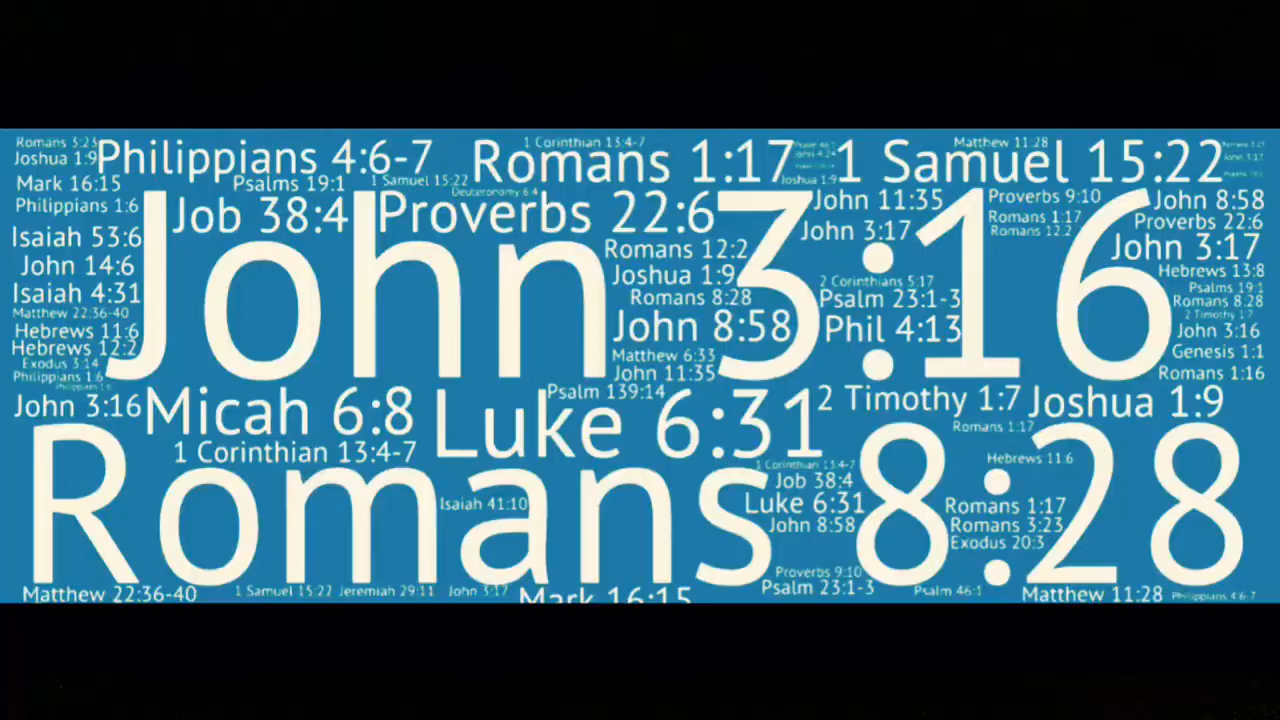 Romans 3:23
Philippians 4:6-7
1 Corinthian 13:4-7
Romans 1:17
1 Samuel 15:22
Matthew 11:28
Joshua 1:9
Joshua 1:9
Mark 16:15
Psalms 19:1
1 Samuel 15:22
Deuteronomy 6:4
Philippians 1:6
Job 38:4
Proverbs 22:6
John 11:35
Proverbs 9:10
John 8:58
John 3:17
Romans 1:17
Romans 12:2
Proverbs 22:6
Isaiah 53:6
John 3:16
Romans 12:2
John 3:17
John 14:6
Joshua 1:9
2 Corinthians 5:17
Hebrews 13:8
Isaiah 4:31
Romans 8:28
Psalm 23:1-3
Psalms 19:1
Romans 8:28
Matthew 22:36-40
John 8:58
Phil 4:13
2 Timothy 1:7
Hebrews 11:6
John 3:16
Hebrews 12:2
Matthew 6:33
Genesis 1:1
Exodus 3:14
John 11:35
Romans 1:16
Philippians 1:6
Psalm 139:14
John 3:16
Micah 6:8
Luke 6:31
2 Timothy 1:7
Joshua 1:9
Romans 1:17
1 Corinthian 13:4-7
Romans 8:28
1 Corinthian 13:4-7
Hebrews 11:6
Job 38:4
Isaiah 41:10
Luke 6:31
Romans 1:17
John 8:58
Romans 3:23
Exodus 20:3
Proverbs 9:10
Matthew 22:36-40
1 Samuel 15:22
Jeremiah 29:11
John 3:17
Mark 16:15
Psalm 23:1-3
Psalm 46:1
Matthew 11:28
Philippians 4:6-7